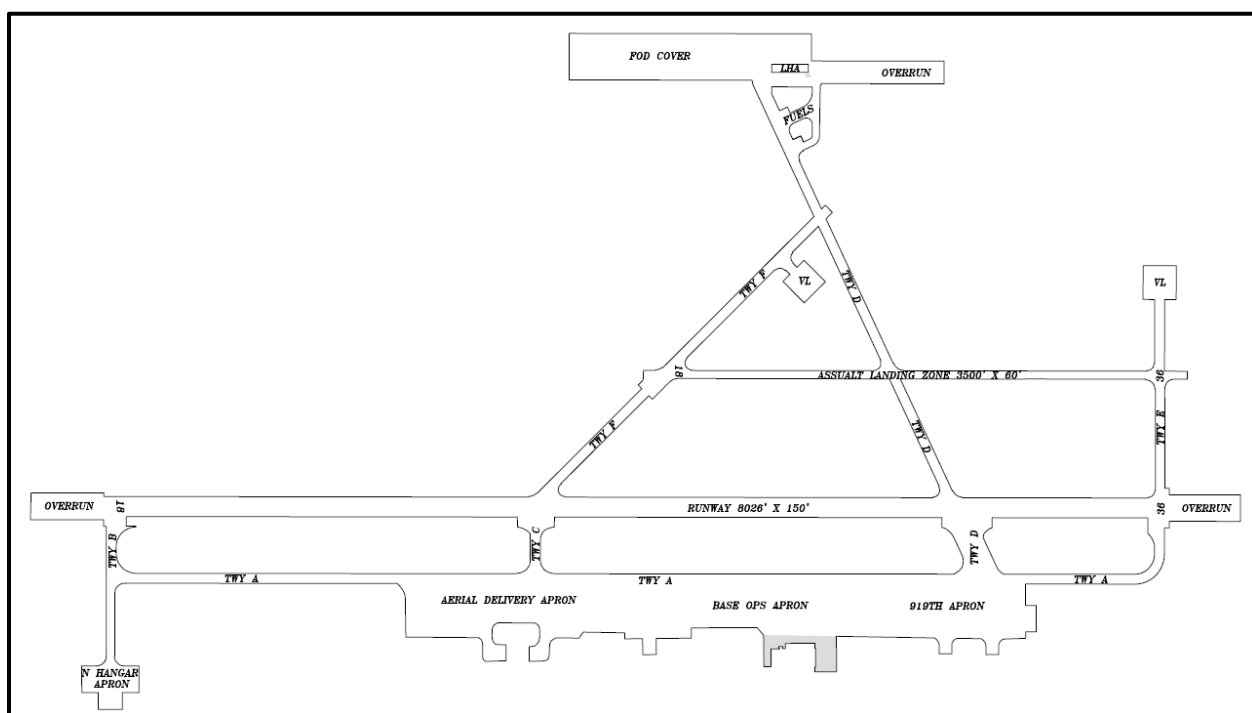 FOD COVER
LHA
OVERRUN
FUELS
TWY F
VL
TWY D
VL
18
ASSUALT LANDING ZONE 3500' X 60'
36
TWY F
TWY D
TWY E
OVERRUN
18
RUNWAY 8026' X 150'
36
OVERRUN
TWY B
TWY C
TWY D
TWY A
TWY A
TWY A
AERIAL DELIVERY APRON
BASE OPS APRON
919TH APRON
N HANGAR
APRON